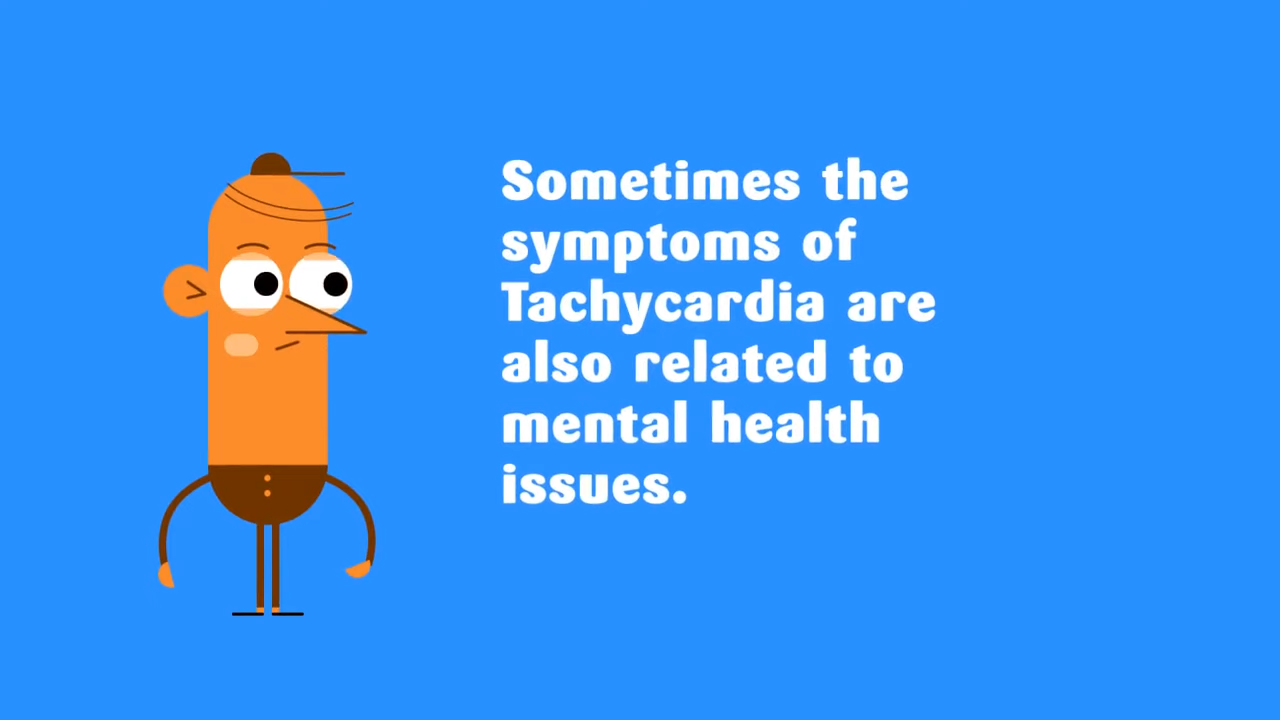 Sometimes the
symptoms of
Tachycardia are
also related to
mental health
issues.